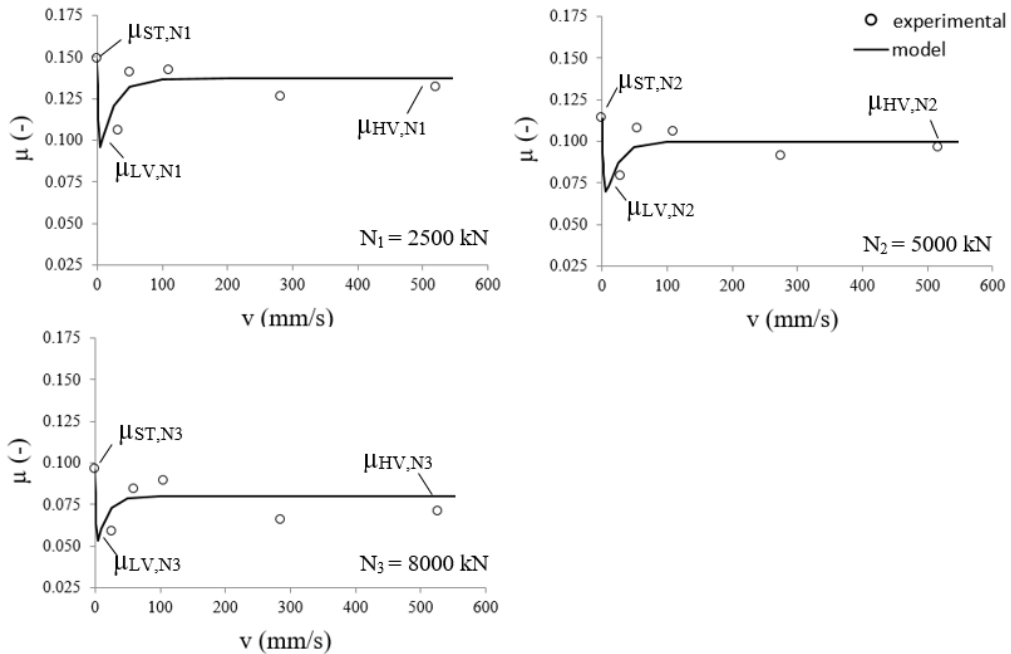 0.175
0.150
0.125
0.100
0.075
0.050
0.025
μ (-)
μST,N1
μLV,N1
μHV,N1
N1 = 2500 kN
0 100 200 300 400 500 600
v (mm/s)
experimental
model
0.175
0.150
0.125
0.100
0.075
0.050
0.025
μ (-)
μST,N2
μHV,N2
μLV,N2
N2 = 5000 kN
0 100 200 300 400 500 600
v (mm/s)
0.175
0.150
0.125
0.100
0.075
0.050
0.025
μ (-)
μST,N3
μHV,N3
μLV,N3
N3 = 8000 kN
0 100 200 300 400 500 600
v (mm/s)